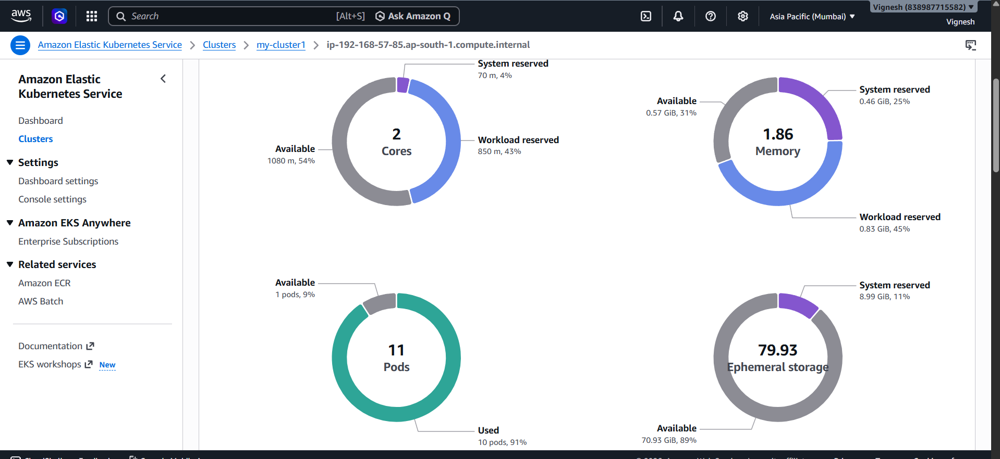 aws
Search
[Alt+S]
Ask Amazon Q
Asia Pacific (Mumbai)
Vignesh (838987715582)
Vignesh
Amazon Elastic Kubernetes Service
Clusters
my-cluster1
ip-192-168-57-85.ap-south-1.compute.internal
Amazon Elastic
Kubernetes Service
Dashboard
Clusters
Settings
Dashboard settings
Console settings
Amazon EKS Anywhere
Enterprise Subscriptions
Related services
Amazon ECR
AWS Batch
Documentation
EKS workshops New
System reserved
70 m, 4%
2
Cores
Workload reserved
850 m, 43%
Available
1080 m, 54%
System reserved
0.46 GiB, 25%
Available
0.57 GiB, 31%
1.86
Memory
Workload reserved
0.83 GiB, 45%
Available
1 pods, 9%
11
Pods
Used
10 pods, 91%
System reserved
8.99 GiB, 11%
79.93
Ephemeral storage
Available
70.93 GiB, 89%